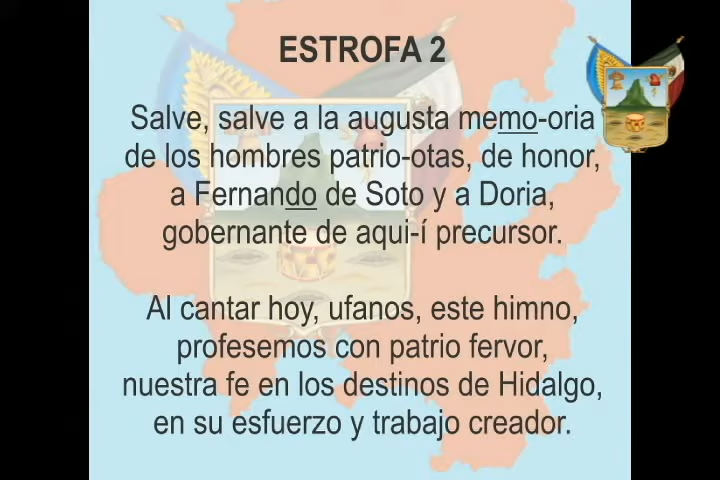 ESTROFA 2
Salve, salve a la augusta memo-oria
de los hombres patrio-otas, de honor,
a Fernando de Soto y a Doria,
gobernante de aqui-í precursor.
Al cantar hoy, ufanos, este himno,
profesemos con patrio fervor,
nuestra fe en los destinos de Hidalgo,
en su esfuerzo y trabajo creador.